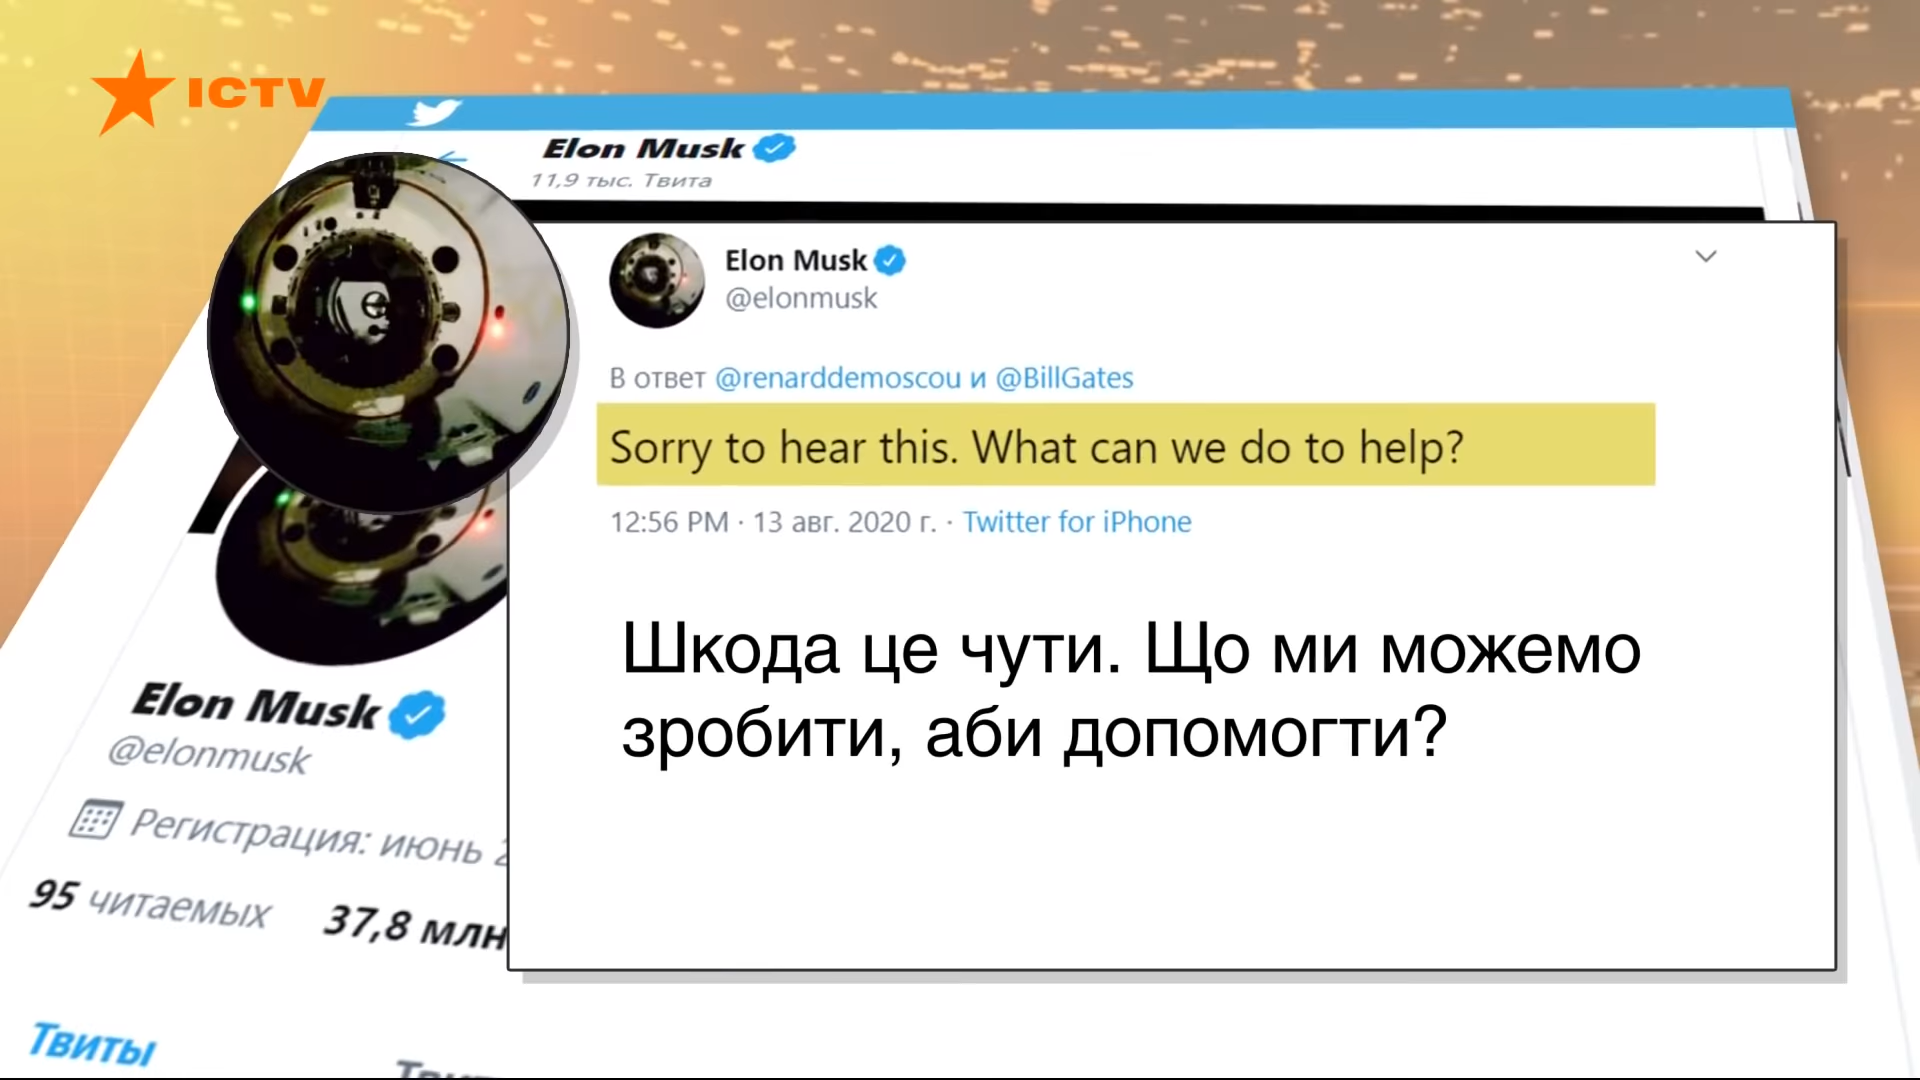 ICTV
Elon Musk
11,9 тыс. Твита
Elon Musk
@elonmusk
В ответ @renarddemoscou и @BillGates
Sorry to hear this. What can we do to help?
12:56 PM · 13 авг. 2020 г. · Twitter for iPhone
Шкода це чути. Що ми можемо
зробити, аби допомогти?
Elon Musk
@elonmusk
Регистрация: июнь
95 читаемых 37,8 млн
Твиты